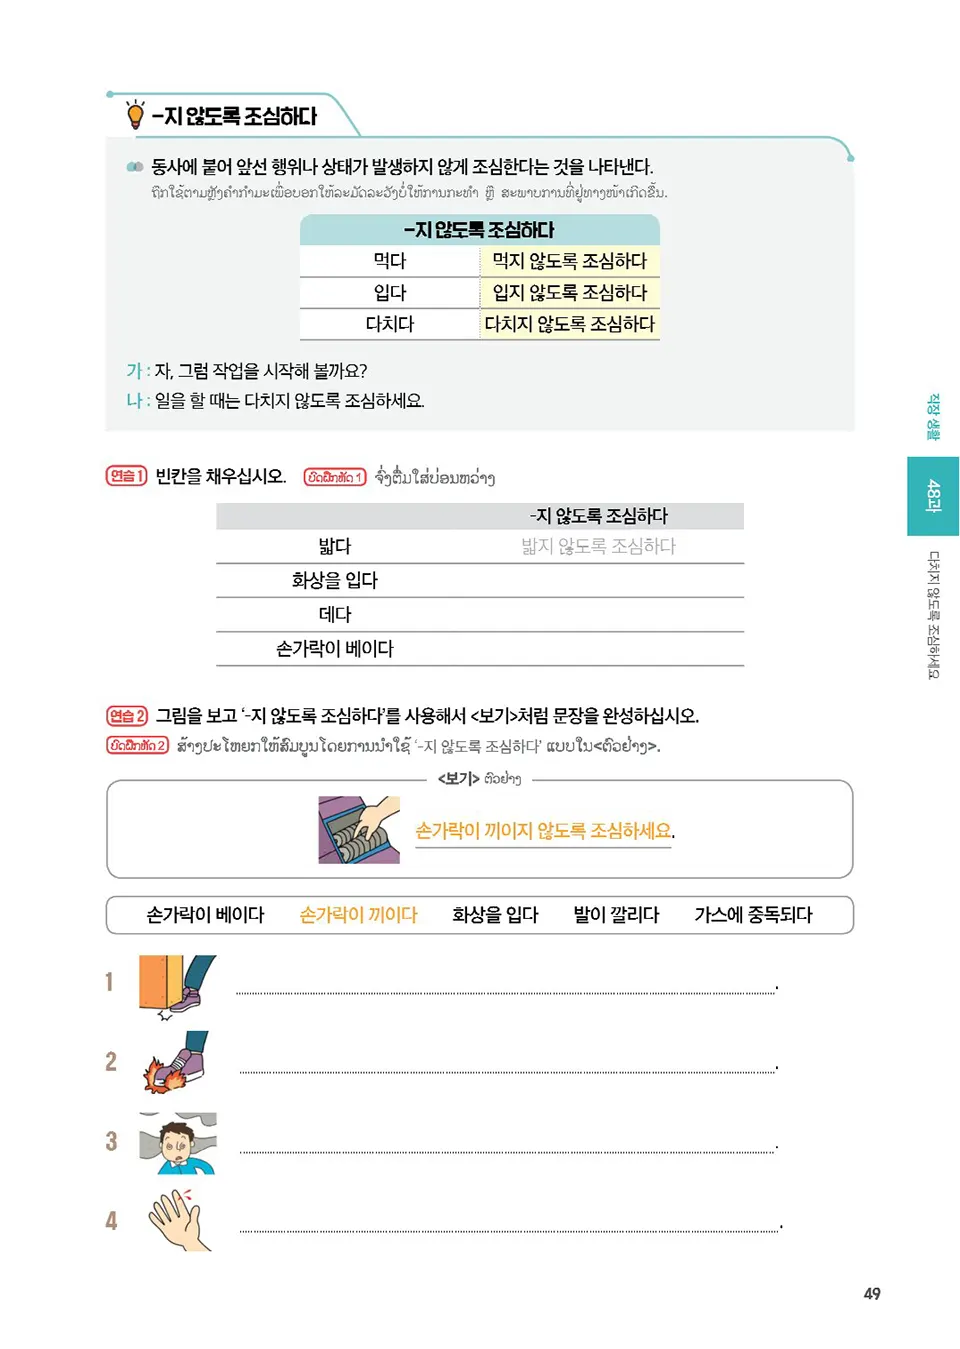 -지 않도록 조심하다
동사에 붙어 앞선 행위나 상태가 발생하지 않게 조심한다는 것을 나타낸다.
ຖືກໃຊ້ຕາມຫຼັງຄຳກຳມະເພື່ອບອກໃຫ້ລະມັດລະວັງບໍ່ໃຫ້ການກະທຳ ຫຼື ສະພາບການທີ່ຢູ່ທາງໜ້າເກີດຂຶ້ນ.
-지 않도록 조심하다
먹다 먹지 않도록 조심하다
입다 입지 않도록 조심하다
다치다 다치지 않도록 조심하다
가 : 자, 그럼 작업을 시작해 볼까요?
나 : 일을 할 때는 다치지 않도록 조심하세요.
연습 1 빈칸을 채우십시오. ບົດຝຶກຫັດ 1 ຈົ່ງຕື່ມໃສ່ບ່ອນຫວ່າງ
-지 않도록 조심하다
밟다 밟지 않도록 조심하다
화상을 입다
데다
손가락이 베이다
연습 2 그림을 보고 '-지 않도록 조심하다'를 사용해서 <보기>처럼 문장을 완성하십시오.
ບົດຝຶກຫັດ 2 ສ້າງປະໂຫຍກໃຫ້ສົມບູນໂດຍການນຳໃຊ້ '-지 않도록 조심하다' ແບບໃນ<ຕົວຢ່າງ>.
<보기> ຕົວຢ່າງ
손가락이 끼이지 않도록 조심하세요.
손가락이 베이다 손가락이 끼이다 화상을 입다 발이 깔리다 가스에 중독되다
1
2
3
4
직장 생활
48과
다치지 않도록 조심하세요
49